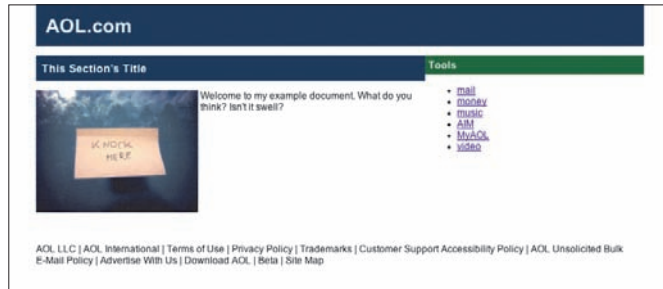 AOL.com
This Section's Title
Welcome to my example document. What do you
think? Isn't it swell?
KNOCK
HERE
Tools
mail
money
music
AIM
MyAOL
video
AOL LLC | AOL International | Terms of Use | Privacy Policy | Trademarks | Customer Support Accessibility Policy | AOL Unsolicited Bulk
E-Mail Policy | Advertise With Us | Download AOL | Beta | Site Map